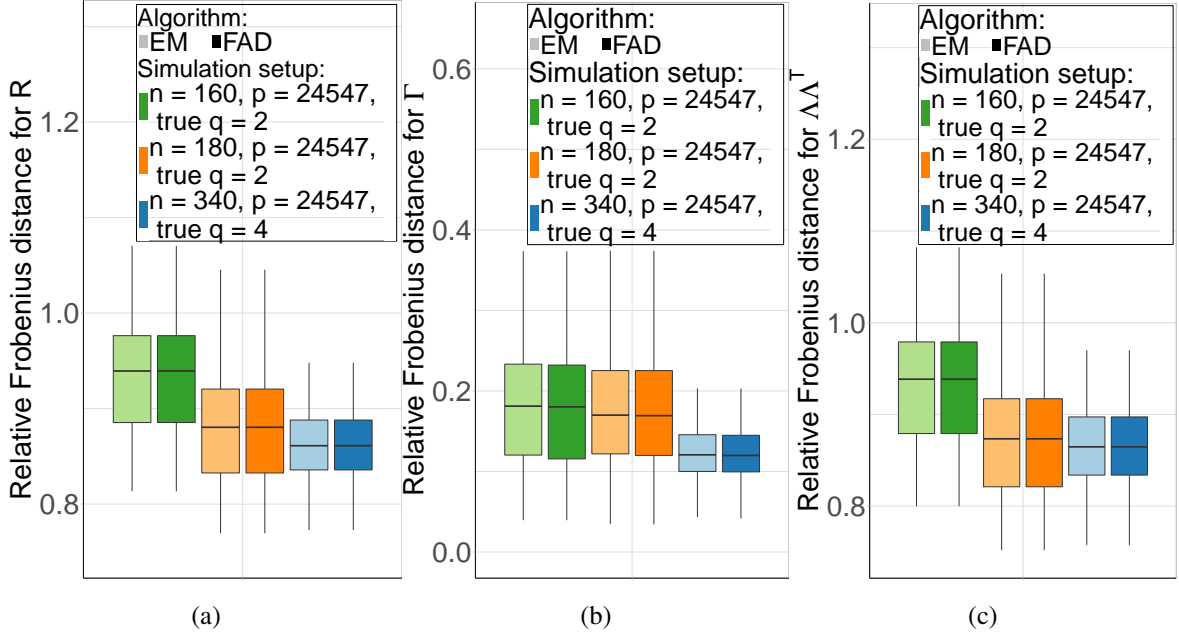 Relative Frobenius distance for R
1.2
1.0
0.8
Algorithm:
EM FAD
Simulation setup:
n = 160, p = 24547,
true q = 2
n = 180, p = 24547,
true q = 2
n = 340, p = 24547,
true q = 4
(a)
Relative Frobenius distance for Γ
0.6
0.4
0.2
0.0
Algorithm:
EM FAD
Simulation setup:
n = 160, p = 24547,
true q = 2
n = 180, p = 24547,
true q = 2
n = 340, p = 24547,
true q = 4
(b)
Relative Frobenius distance for ΛΛ⊤
1.2
1.0
0.8
Algorithm:
EM FAD
Simulation setup:
n = 160, p = 24547,
true q = 2
n = 180, p = 24547,
true q = 2
n = 340, p = 24547,
true q = 4
(c)